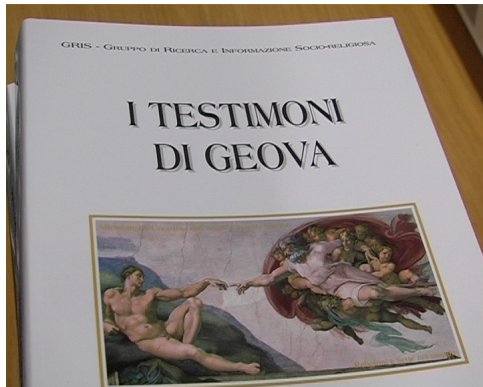 GRIS - GRUPPO DI RICERCA E INFORMAZIONE SOCIO-RELIGIOSA
I TESTIMONI
DI GEOVA